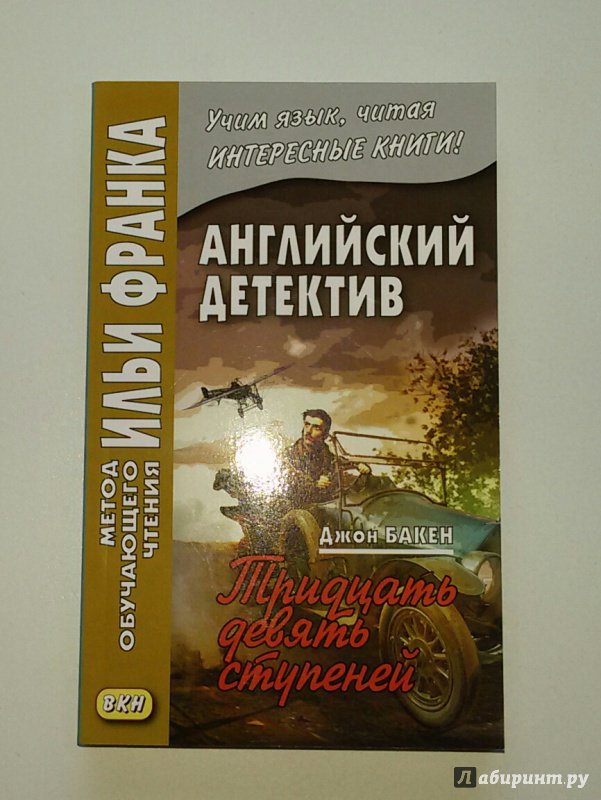 Учим язык, читая
ИНТЕРЕСНЫЕ КНИГИ!
МЕТОД
ОБУЧАЮЩЕГО
ЧТЕНИЯ
ИЛЬИ ФРАНКА
АНГЛИЙСКИЙ
ДЕТЕКТИВ
Джон БАКЕН
Тридцать
девять
ступеней
ВКН
Лабиринт.ру